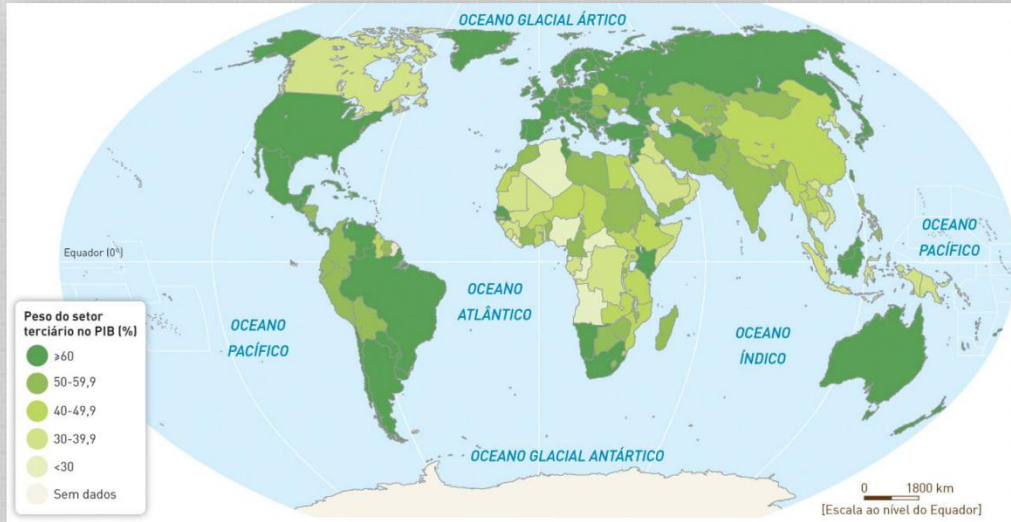 OCEANO GLACIAL ÁRTICO
Equador (0°)
OCEANO
PACÍFICO
OCEANO
ATLÂNTICO
OCEANO
PACÍFICO
OCEANO
ÍNDICO
Peso do setor
terciário no PIB (%)
≥60
50-59,9
40-49,9
30-39,9
<30
Sem dados
OCEANO GLACIAL ANTÁRTICO
0 1800 km
[Escala ao nível do Equador]